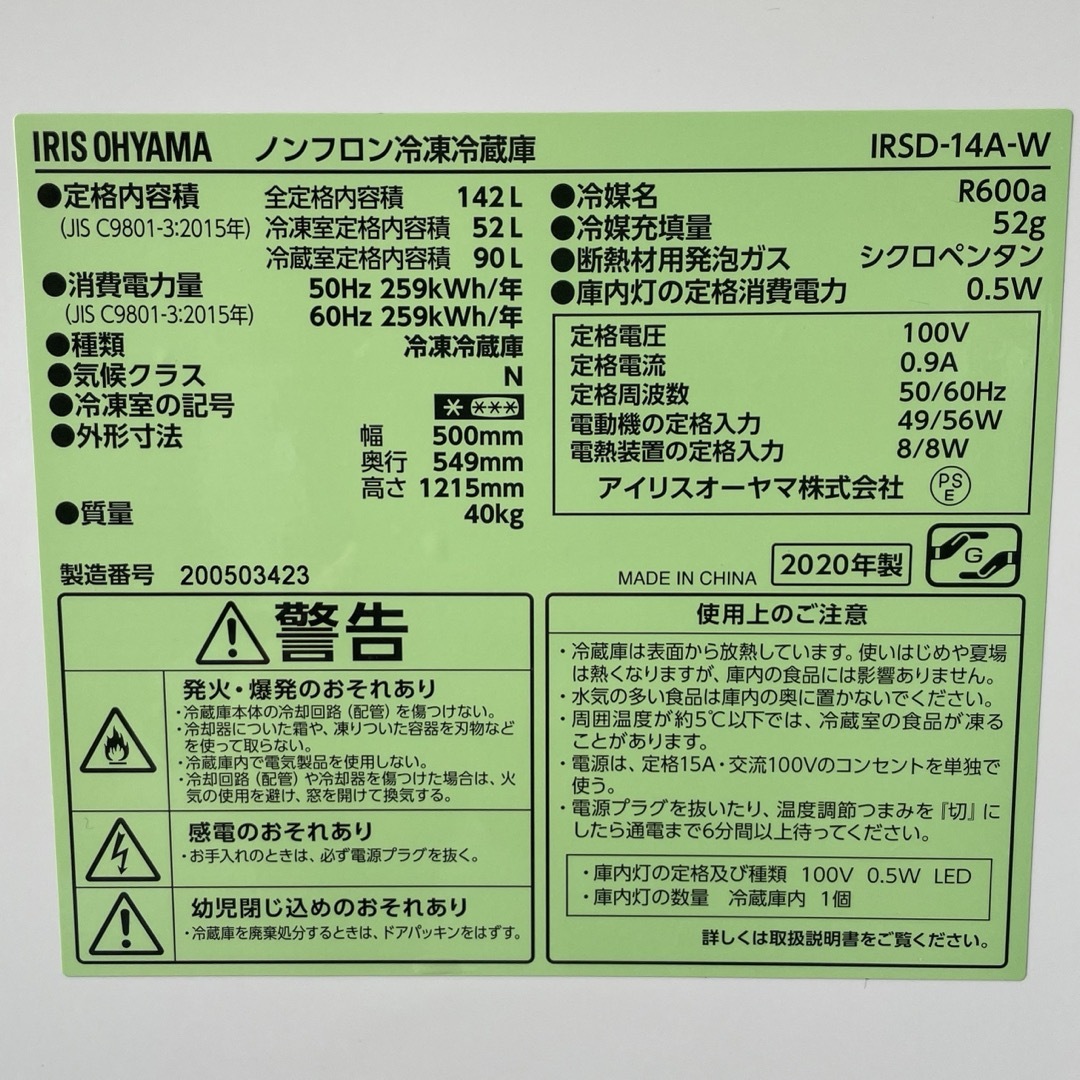 IRIS OHYAMA ノンフロン冷凍冷蔵庫 IRSD-14A-W
●定格内容積 全定格内容積 142L
(JIS C9801-3:2015年) 冷凍室定格内容積 52L
冷蔵室定格内容積 90L
●消費電力量 50Hz 259kWh/年
(JIS C9801-3:2015年) 60Hz 259kWh/年
●種類 冷凍冷蔵庫
●気候クラス N
●冷凍室の記号 * ***
●外形寸法 幅 500mm
奥行 549mm
高さ 1215mm
●質量 40kg
製造番号 200503423
●冷媒名 R600a
●冷媒充填量 52g
●断熱材用発泡ガス シクロペンタン
●庫内灯の定格消費電力 0.5W
定格電圧 100V
定格電流 0.9A
定格周波数 50/60Hz
電動機の定格入力 49/56W
電熱装置の定格入力 8/8W
アイリスオーヤマ株式会社 PSE
MADE IN CHINA 2020年製 G
警告
発火・爆発のおそれあり
・冷蔵庫本体の冷却回路(配管)を傷つけない。
・冷却器についた霜や、凍りついた容器を刃物など
を使って取らない。
・冷蔵庫内で電気製品を使用しない。
・冷却回路(配管)や冷却器を傷つけた場合は、火
気の使用を避け、窓を開けて換気する。
感電のおそれあり
・お手入れのときは、必ず電源プラグを抜く。
幼児閉じ込めのおそれあり
・冷蔵庫を廃棄処分するときは、ドアパッキンをはずす。
使用上のご注意
・冷蔵庫は表面から放熱しています。使いはじめや夏場
は熱くなりますが、庫内の食品には影響ありません。
・水気の多い食品は庫内の奥に置かないでください。
・周囲温度が約5℃以下では、冷蔵室の食品が凍る
ことがあります。
・電源は、定格15A・交流100Vのコンセントを単独で
使う。
・電源プラグを抜いたり、温度調節つまみを『切』に
したら通電まで6分間以上待ってください。
・庫内灯の定格及び種類 100V 0.5W LED
・庫内灯の数量 冷蔵庫内 1個
詳しくは取扱説明書をご覧ください。